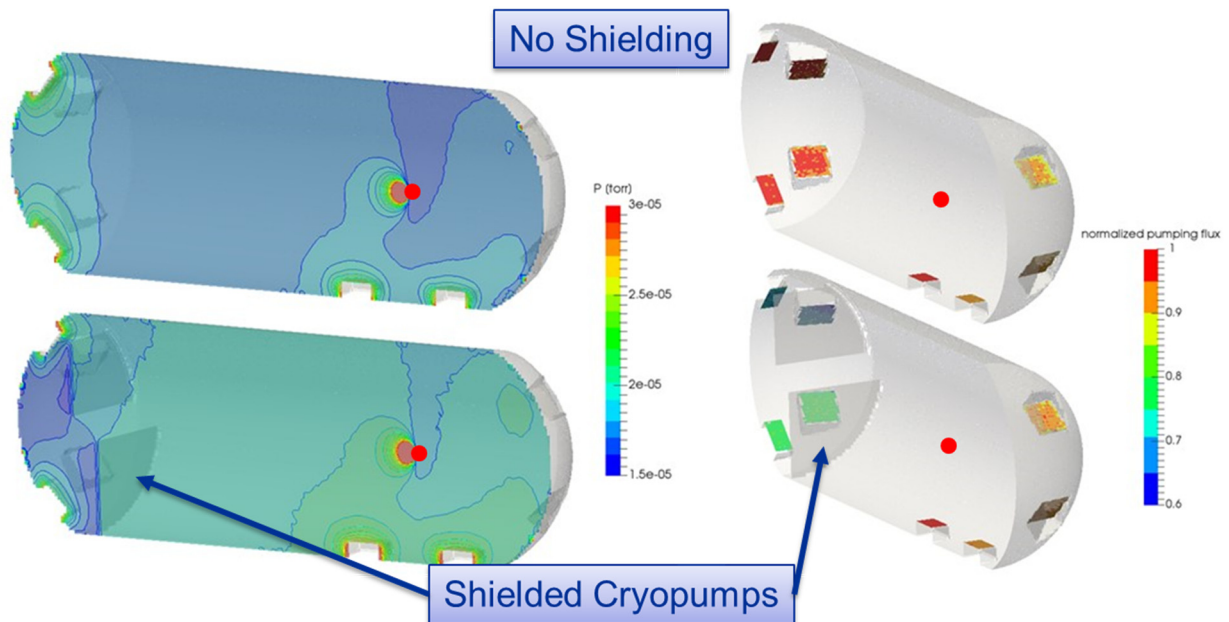 No Shielding
P (torr)
3e-05
2.5e-05
2e-05
1.5e-05
normalized pumping flux
1
0.9
0.8
0.7
0.6
Shielded Cryopumps